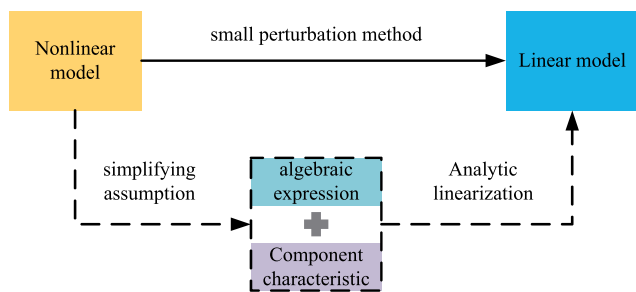 small perturbation method
Nonlinear
model
Linear model
simplifying
assumption
algebraic
expression
Analytic
linearization
Component
characteristic